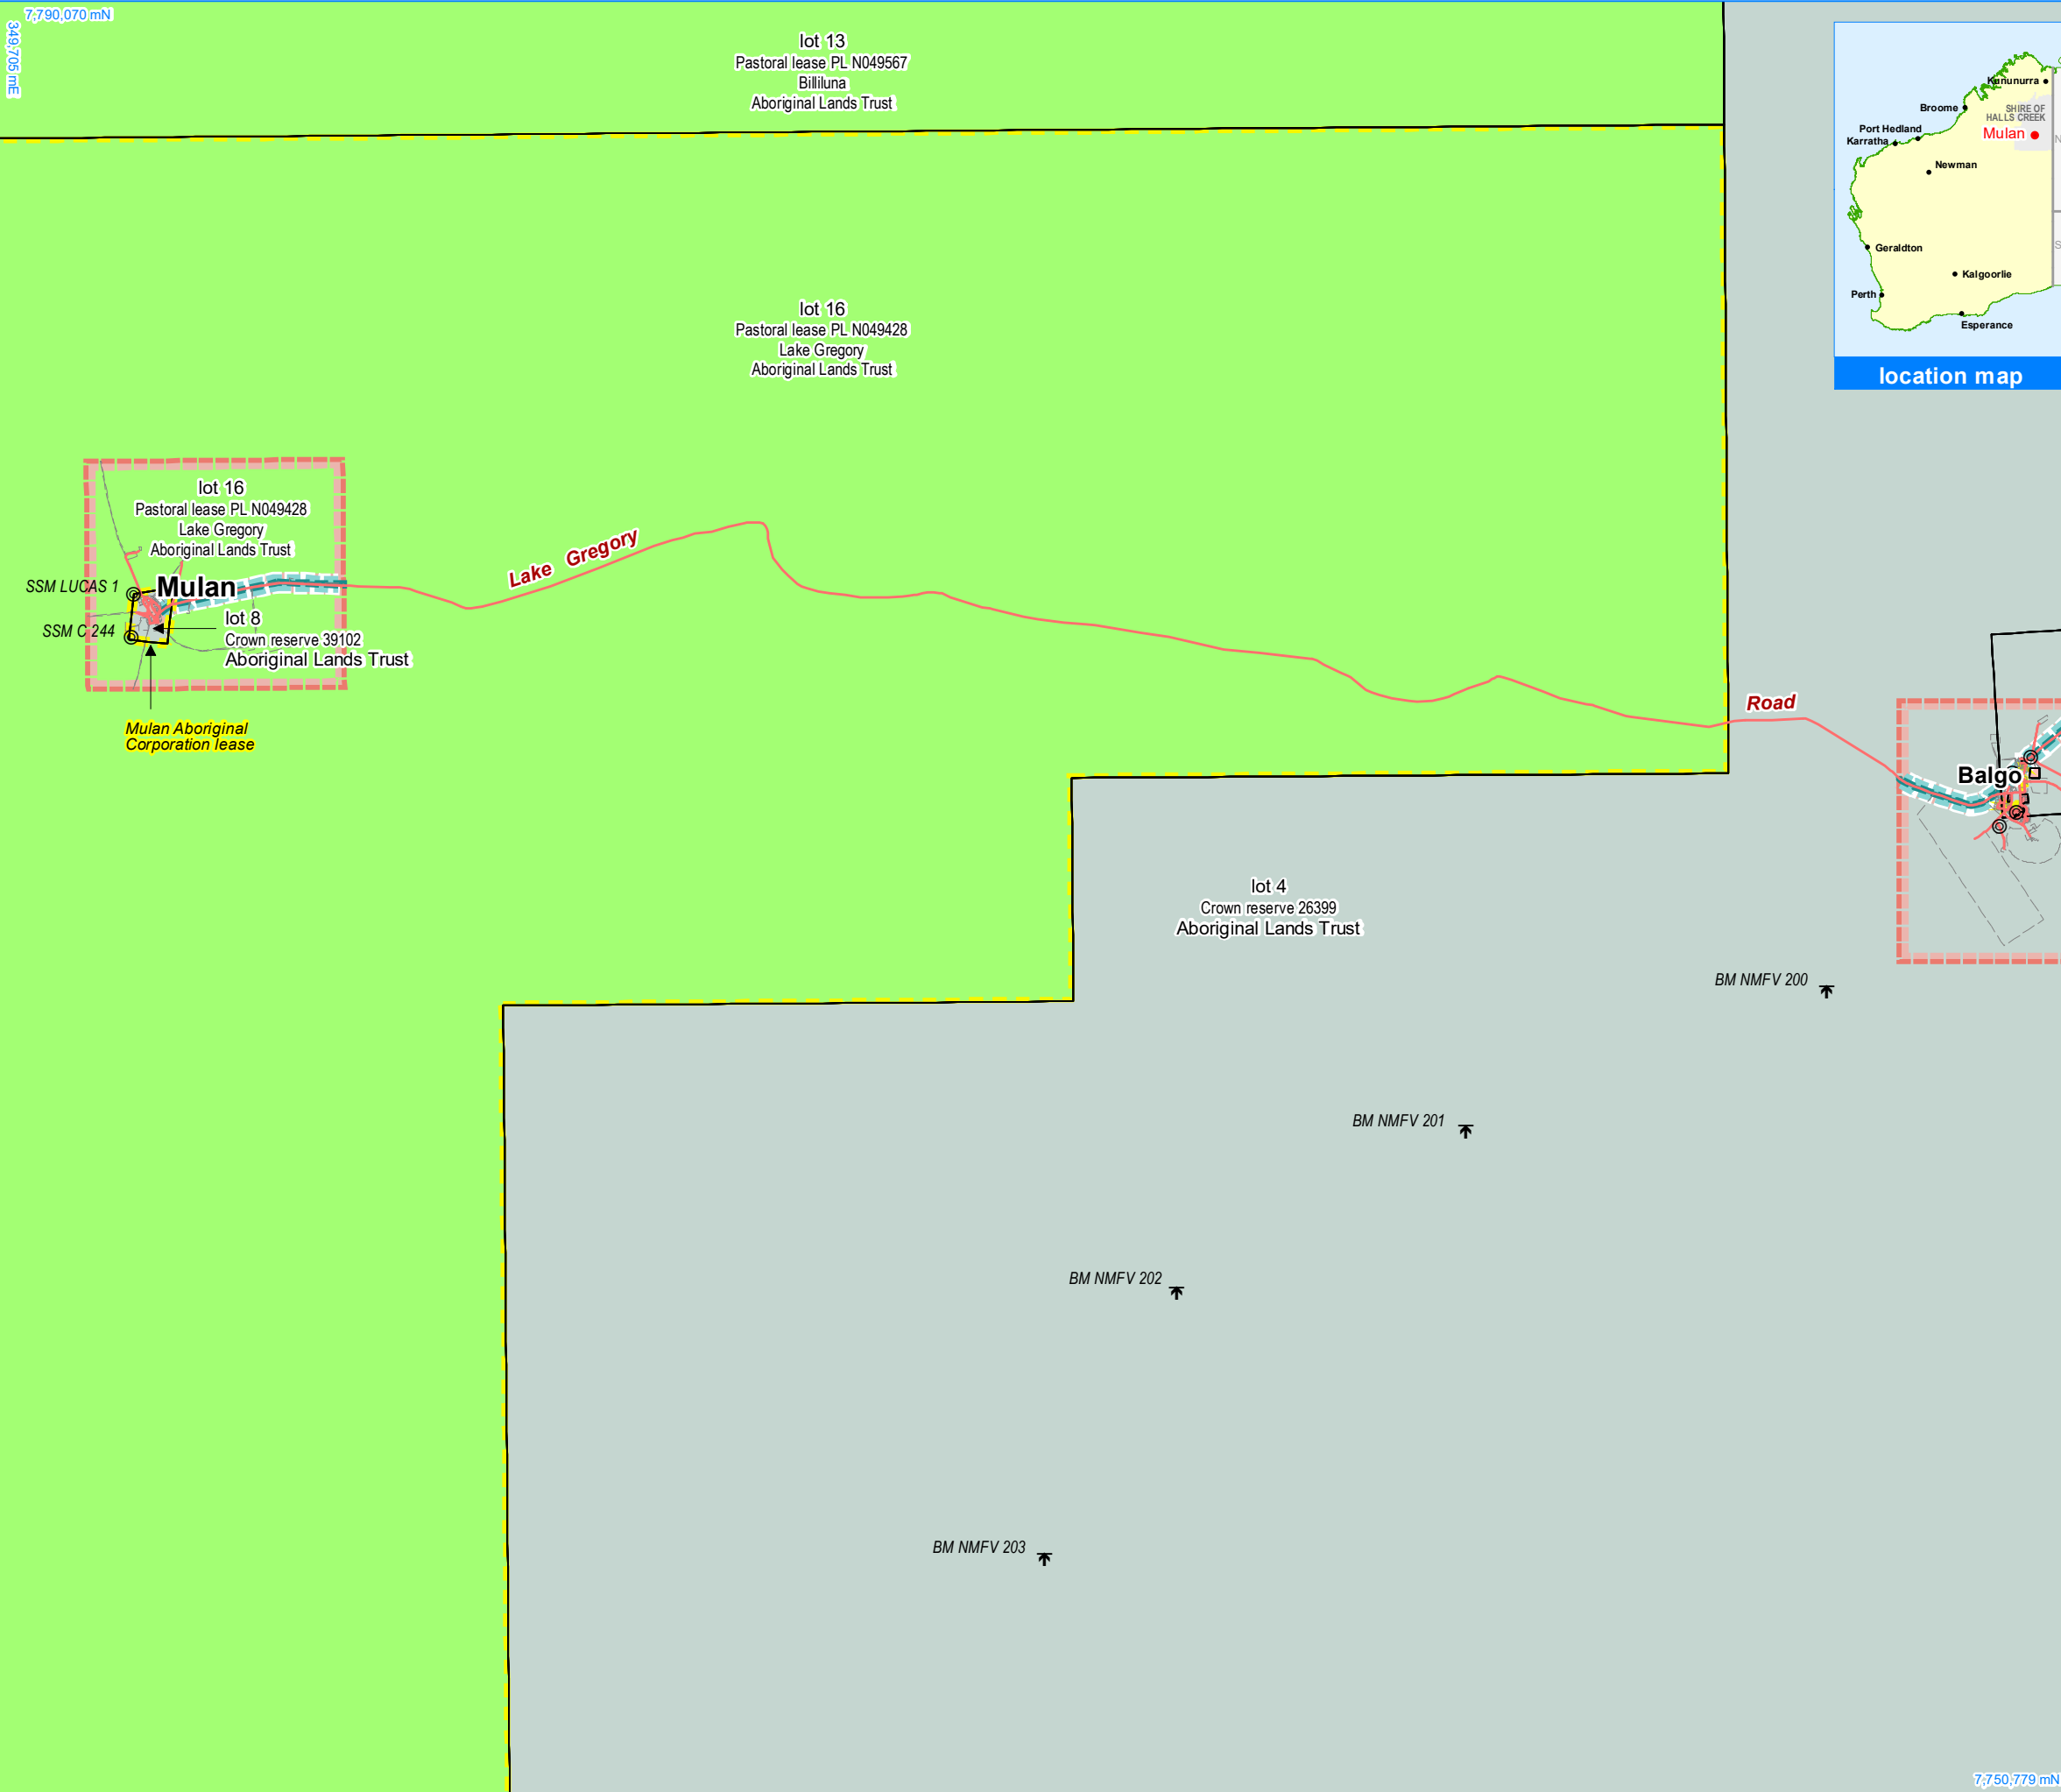 7,790,070 mN
349,705 mE
lot 13
Pastoral lease PL N049567
Billiluna
Aboriginal Lands Trust
Kununurra
Broome
SHIRE OF
HALLS CREEK
Mulan
Port Hedland
Karratha
Newman
Geraldton
Kalgoorlie
Perth
Esperance
location map
N
S
lot 16
Pastoral lease PL N049428
Lake Gregory
Aboriginal Lands Trust
lot 16
Pastoral lease PL N049428
Lake Gregory
Aboriginal Lands Trust
Lake Gregory
SSM LUCAS 1
Mulan
lot 8
SSM C 244
Crown reserve 39102
Aboriginal Lands Trust
Mulan Aboriginal
Corporation lease
Road
Balgo
lot 4
Crown reserve 26399
Aboriginal Lands Trust
BM NMFV 200
BM NMFV 201
BM NMFV 202
BM NMFV 203
7,750,779 mN